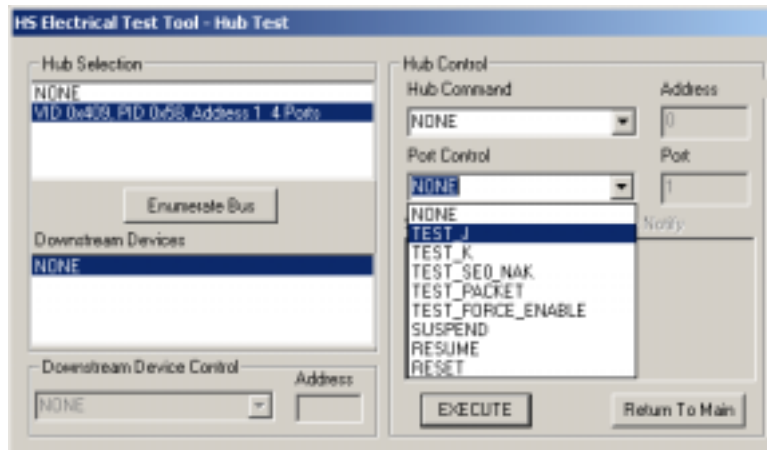 HS Electrical Test Tool - Hub Test
Hub Selection
NONE
VID 0x409, PID 0x58, Address 1 4 Ports
Enumerate Bus
Downstream Devices
NONE
Downstream Device Control
Address
NONE
Hub Control
Hub Command
Address
NONE
0
Port Control
Port
NONE
1
NONE
TEST_J
TEST_K
TEST_SE0_NAK
TEST_PACKET
TEST_FORCE_ENABLE
SUSPEND
RESUME
RESET
Notify
EXECUTE
Return To Main